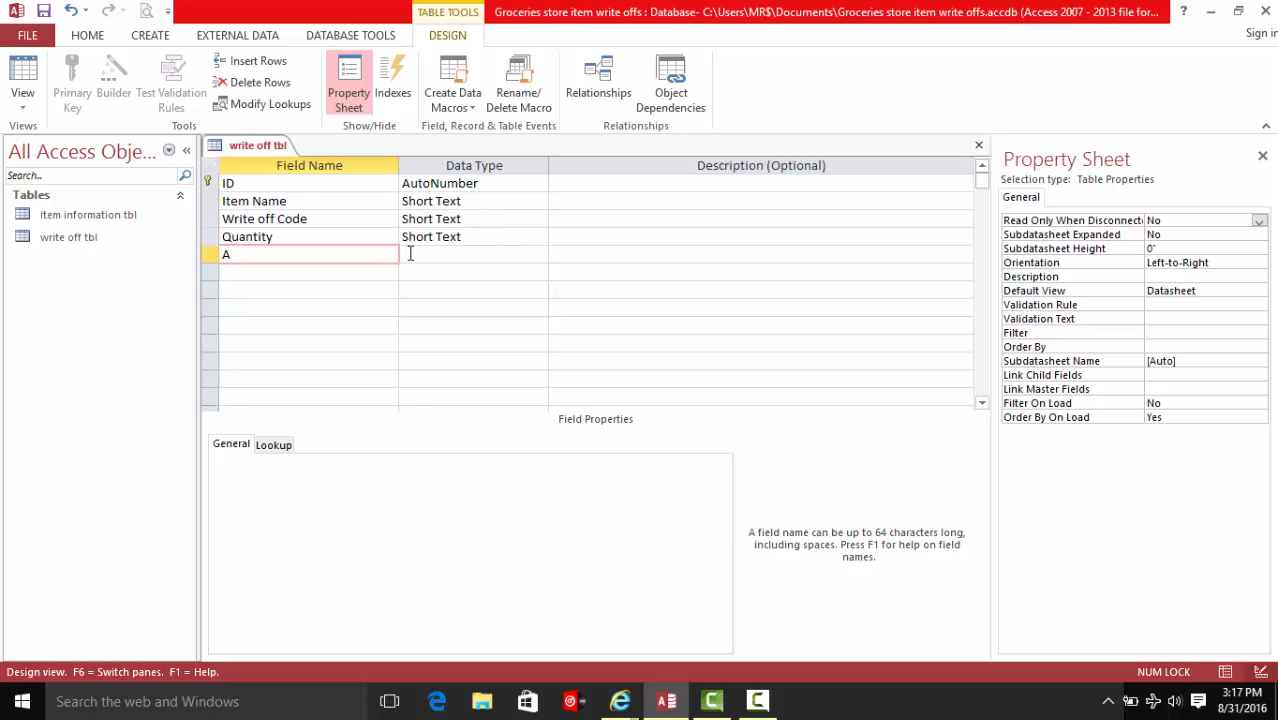 TABLE TOOLS
Groceries store item write offs : Database- C:\Users\MR$\Documents\Groceries store item write offs.accdb (Access 2007 - 2013 file for...
FILE HOME CREATE EXTERNAL DATA DATABASE TOOLS DESIGN Sign in
View
Primary Key
Builder
Test Validation Rules
Insert Rows
Delete Rows
Modify Lookups
Property Sheet
Indexes
Create Data Macros
Rename/ Delete Macro
Relationships
Object Dependencies
Views Tools Show/Hide Field, Record & Table Events Relationships
All Access Obje...
Search...
Tables
Item information tbl
write off tbl
write off tbl
Field Name Data Type Description (Optional)
ID AutoNumber
Item Name Short Text
Write off Code Short Text
Quantity Short Text
A
Field Properties
General Lookup
A field name can be up to 64 characters long,
including spaces. Press F1 for help on field
names.
Property Sheet
Selection type: Table Properties
General
Read Only When Disconnecte No
Subdatasheet Expanded No
Subdatasheet Height 0"
Orientation Left-to-Right
Description
Default View Datasheet
Validation Rule
Validation Text
Filter
Order By
Subdatasheet Name [Auto]
Link Child Fields
Link Master Fields
Filter On Load No
Order By On Load Yes
Design view. F6 = Switch panes. F1 = Help. NUM LOCK
Search the web and Windows
3:17 PM
8/31/2016